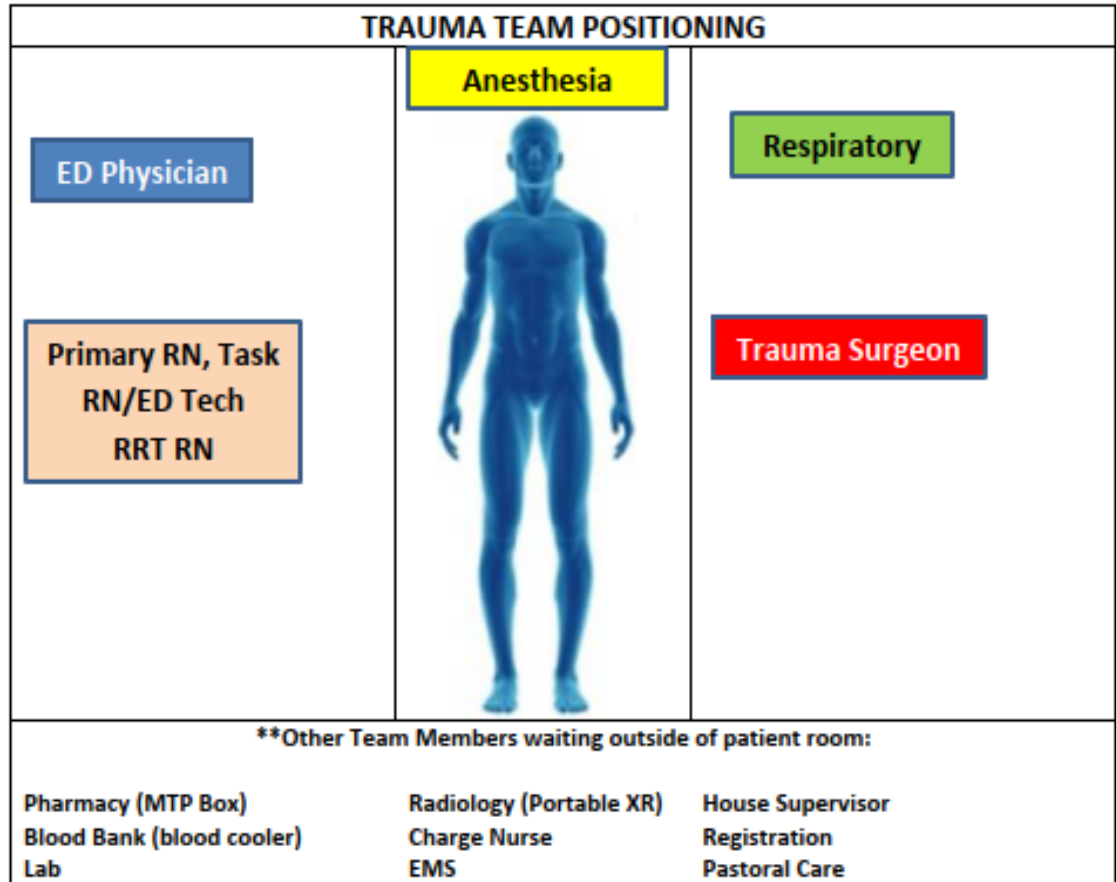 TRAUMA TEAM POSITIONING
Anesthesia
ED Physician
Respiratory
Primary RN, Task
RN/ED Tech
RRT RN
Trauma Surgeon
**Other Team Members waiting outside of patient room:
Pharmacy (MTP Box)
Blood Bank (blood cooler)
Lab
Radiology (Portable XR)
Charge Nurse
EMS
House Supervisor
Registration
Pastoral Care